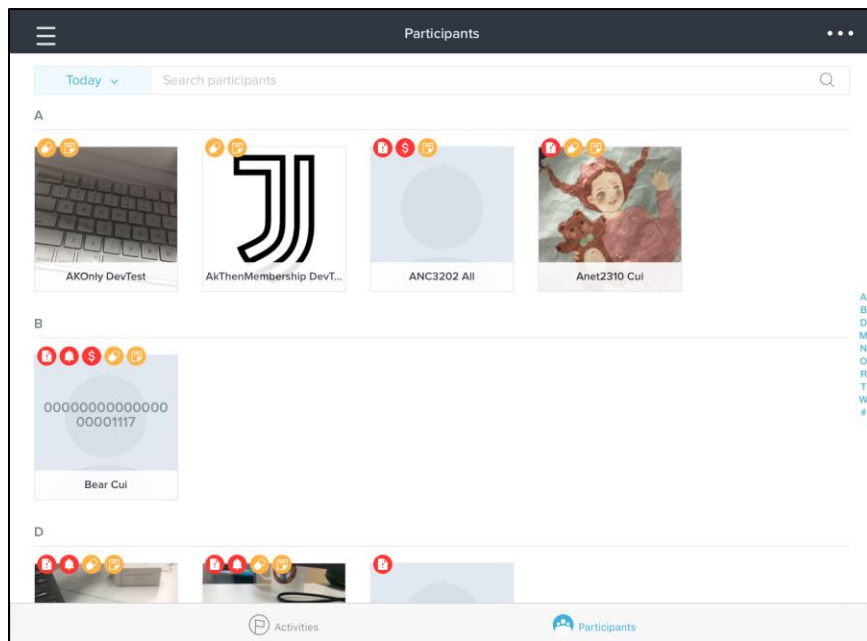 Participants
Today
Search participants
A
AKOnly DevTest
AkThenMembership DevT...
ANC3202 All
Anet2310 Cui
B
00000000000000
00001117
Bear Cui
D
A
B
D
M
N
O
R
T
W
#
Activities
Participants